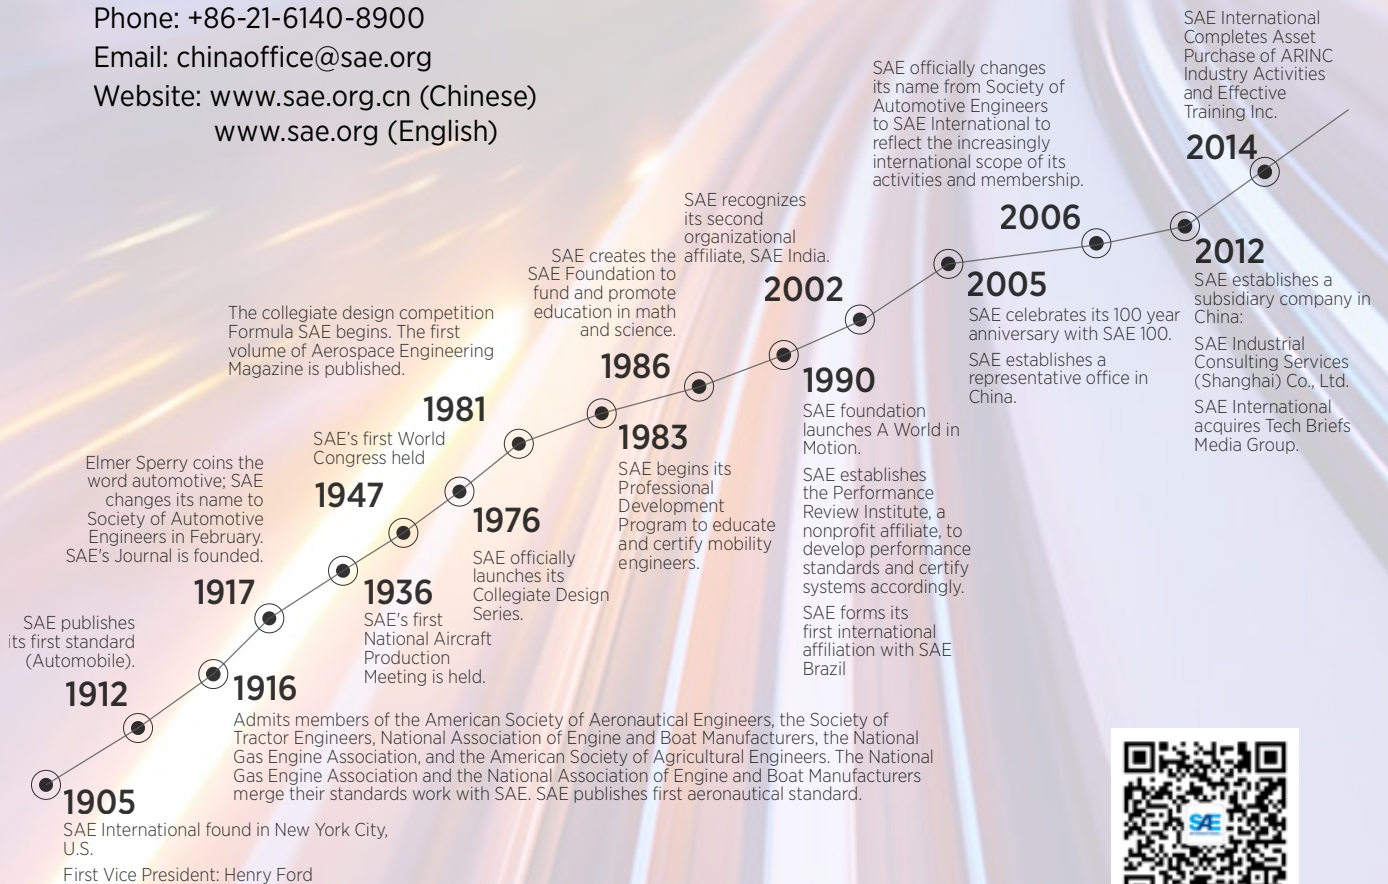 Phone: +86-21-6140-8900
Email: chinaoffice@sae.org
Website: www.sae.org.cn (Chinese)
www.sae.org (English)
SAE International
Completes Asset
Purchase of ARINC
Industry Activities
and Effective
Training Inc.
2014
SAE officially changes
its name from Society of
Automotive Engineers
to SAE International to
reflect the increasingly
international scope of its
activities and membership.
2006
2012
SAE establishes a
subsidiary company in
China:
SAE Industrial
Consulting Services
(Shanghai) Co., Ltd.
SAE International
acquires Tech Briefs
Media Group.
SAE recognizes
its second
organizational
affiliate, SAE India.
2002
2005
SAE celebrates its 100 year
anniversary with SAE 100.
SAE establishes a
representative office in
China.
SAE creates the
SAE Foundation to
fund and promote
education in math
and science.
1986
1990
SAE foundation
launches A World in
Motion.
SAE establishes
the Performance
Review Institute, a
nonprofit affiliate, to
develop performance
standards and certify
systems accordingly.
SAE forms its
first international
affiliation with SAE
Brazil
The collegiate design competition
Formula SAE begins. The first
volume of Aerospace Engineering
Magazine is published.
1981
1983
SAE begins its
Professional
Development
Program to educate
and certify mobility
engineers.
SAE's first World
Congress held
1947
1976
SAE officially
launches its
Collegiate Design
Series.
Elmer Sperry coins the
word automotive; SAE
changes its name to
Society of Automotive
Engineers in February.
SAE's Journal is founded.
1917
1936
SAE's first
National Aircraft
Production
Meeting is held.
SAE publishes
its first standard
(Automobile).
1912
1916
Admits members of the American Society of Aeronautical Engineers, the Society of
Tractor Engineers, National Association of Engine and Boat Manufacturers, the National
Gas Engine Association, and the American Society of Agricultural Engineers. The National
Gas Engine Association and the National Association of Engine and Boat Manufacturers
merge their standards work with SAE. SAE publishes first aeronautical standard.
1905
SAE International found in New York City,
U.S.
First Vice President: Henry Ford
SAE